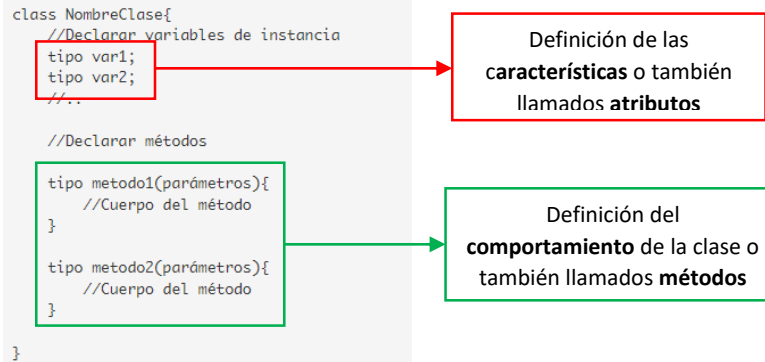 class NombreClase{
//Declarar variables de instancia
tipo var1;
tipo var2;
//..
//Declarar métodos
tipo metodo1(parámetros){
//Cuerpo del método
}
tipo metodo2(parámetros){
//Cuerpo del método
}
}
Definición de las
características o también
llamados atributos
Definición del
comportamiento de la clase o
también llamados métodos